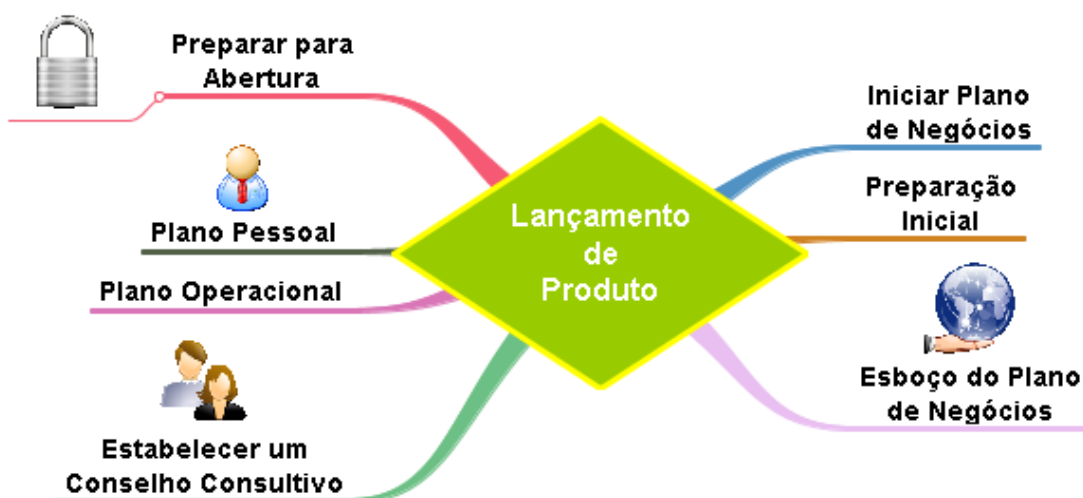 Preparar para
Abertura
Plano Pessoal
Plano Operacional
Estabelecer um
Conselho Consultivo
Lançamento
de
Produto
Iniciar Plano
de Negócios
Preparação
Inicial
Esboço do Plano
de Negócios